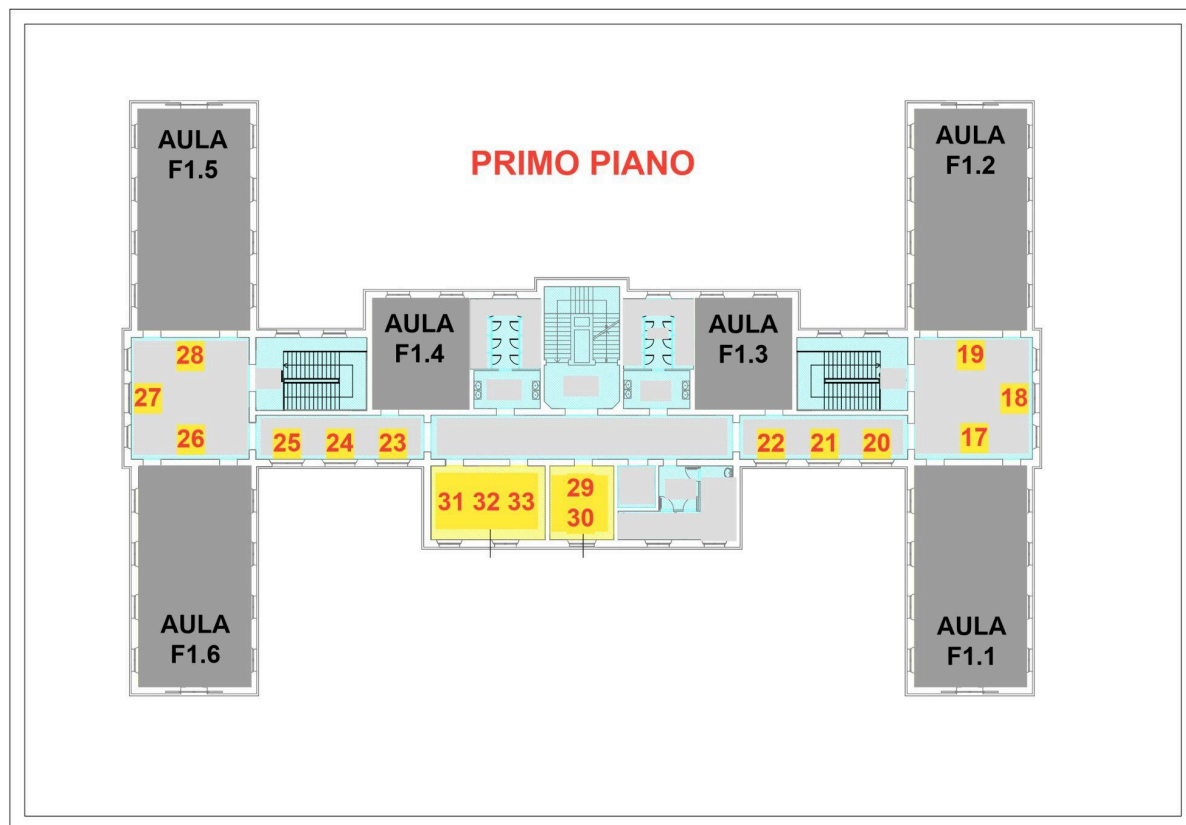 AULA
F1.5
PRIMO PIANO
AULA
F1.2
AULA
F1.4
AULA
F1.3
28
27
26
19
18
17
25 24 23
22 21 20
31 32 33
29
30
AULA
F1.6
AULA
F1.1